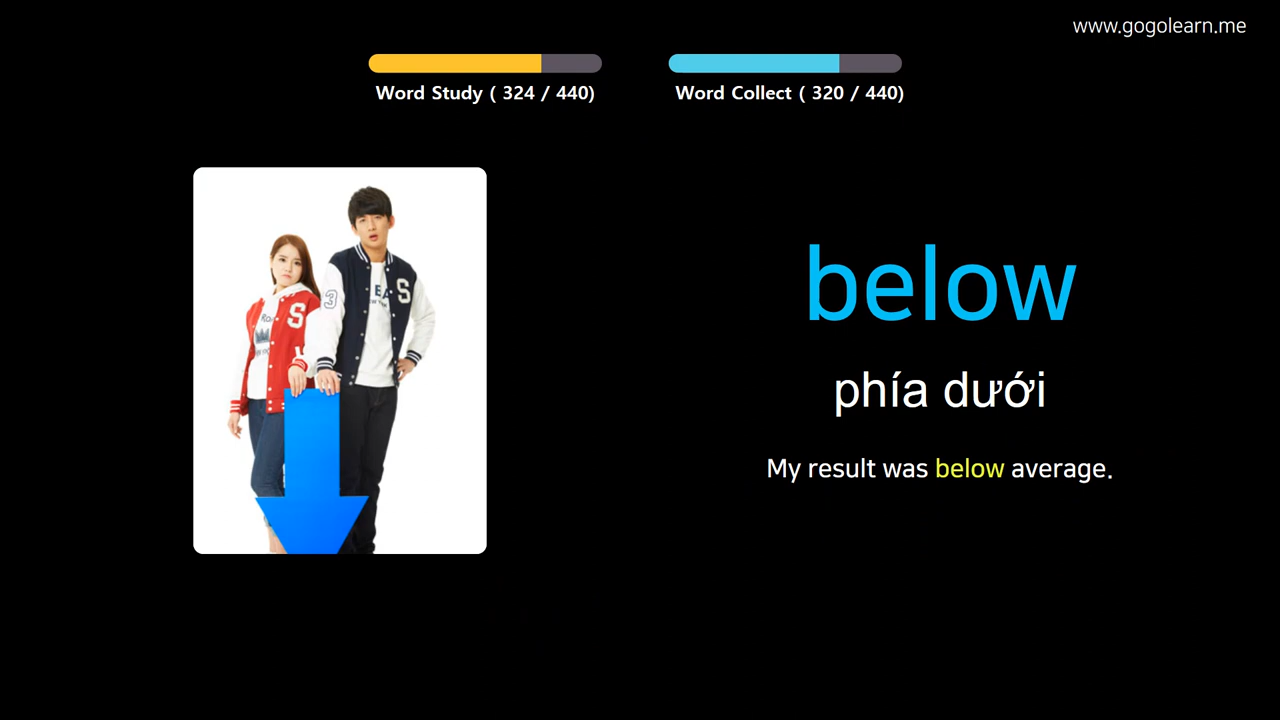 www.gogolearn.me
Word Study ( 324 / 440)
Word Collect ( 320 / 440)
S
3
S
below
phía dưới
My result was below average.